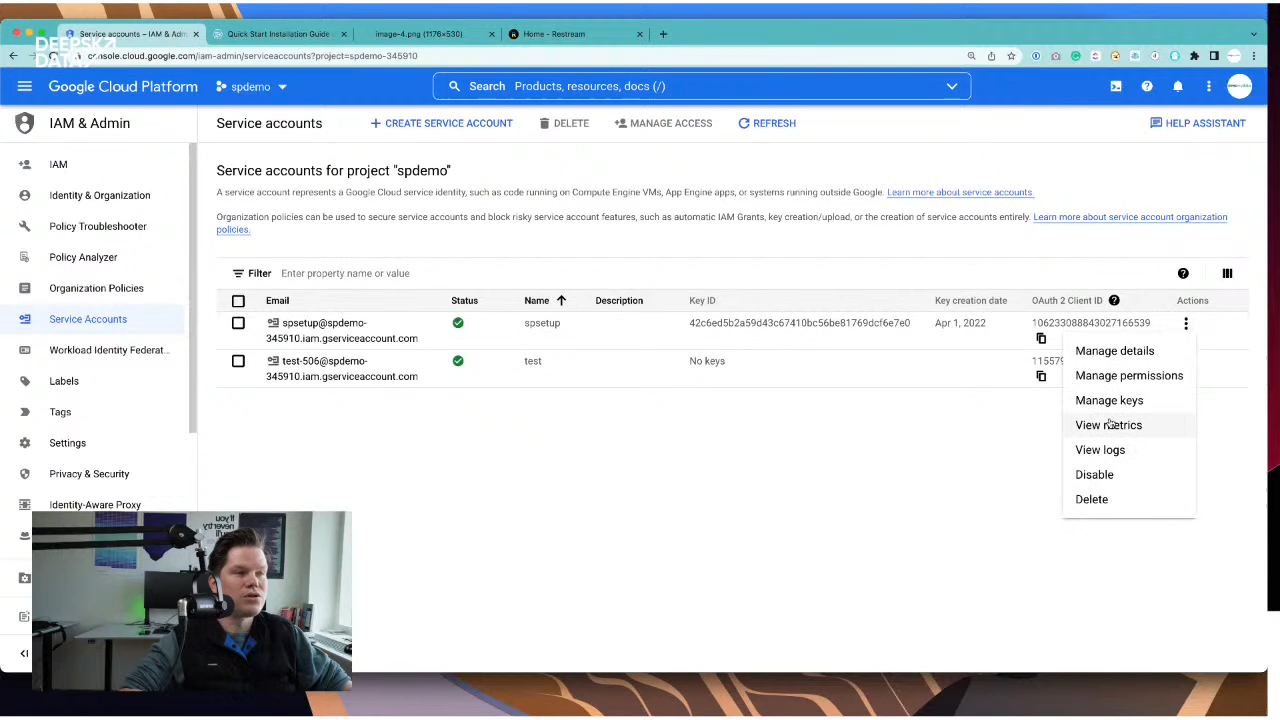 Service accounts – IAM & Adm
Quick Start Installation Guide
image-4.png (1176×530)
Home - Restream
DEEPSK
DATA
console.cloud.google.com/iam-admin/serviceaccounts?project=spdemo-345910
Google Cloud Platform
spdemo
Search Products, resources, docs (/)
IAM & Admin
Service accounts
CREATE SERVICE ACCOUNT
DELETE
MANAGE ACCESS
REFRESH
HELP ASSISTANT
IAM
Identity & Organization
Policy Troubleshooter
Policy Analyzer
Organization Policies
Service Accounts
Workload Identity Federat...
Labels
Tags
Settings
Privacy & Security
Identity-Aware Proxy
Service accounts for project "spdemo"
A service account represents a Google Cloud service identity, such as code running on Compute Engine VMs, App Engine apps, or systems running outside Google. Learn more about service accounts.
Organization policies can be used to secure service accounts and block risky service account features, such as automatic IAM Grants, key creation/upload, or the creation of service accounts entirely. Learn more about service account organization
policies.
Filter Enter property name or value
Email Status Name Description Key ID Key creation date OAuth 2 Client ID Actions
spsetup@spdemo- spsetup 42c6ed5b2a59d43c67410bc56be81769dcf6e7e0 Apr 1, 2022 106233088843027166539
345910.iam.gserviceaccount.com
test-506@spdemo- test No keys 11557
345910.iam.gserviceaccount.com
Manage details
Manage permissions
Manage keys
View metrics
View logs
Disable
Delete
if you